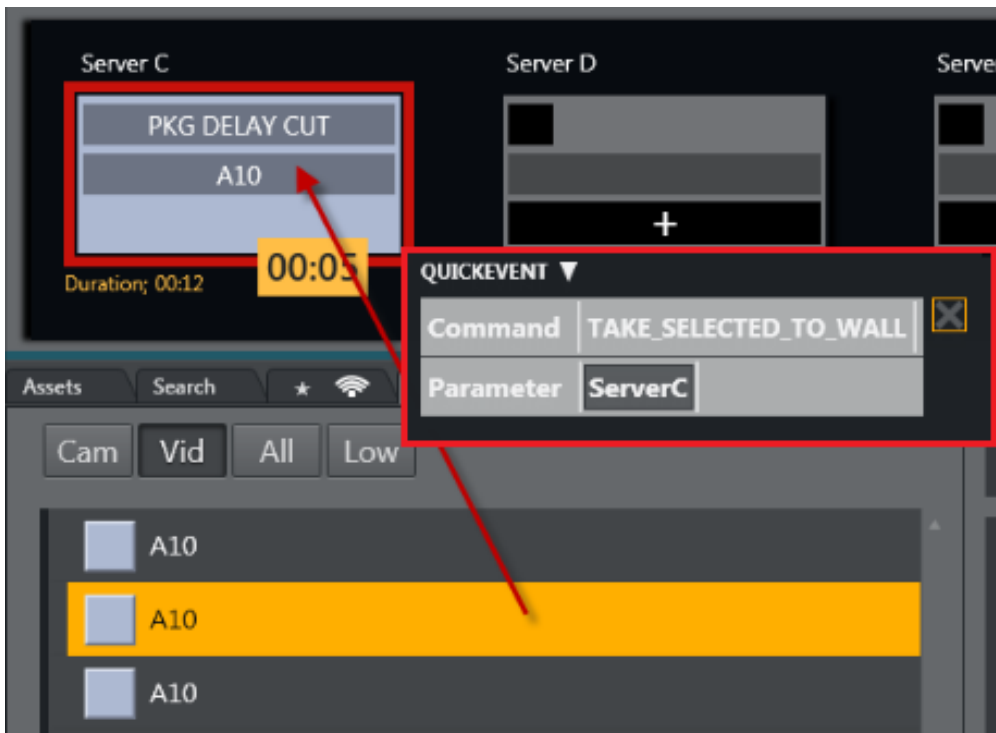 Server C
Server D
Serve
PKG DELAY CUT
A10
+
00:05
Duration; 00:12
QUICKEVENT ▼
Command TAKE_SELECTED_TO_WALL
Parameter ServerC
Assets Search
Cam Vid All Low
A10
A10
A10